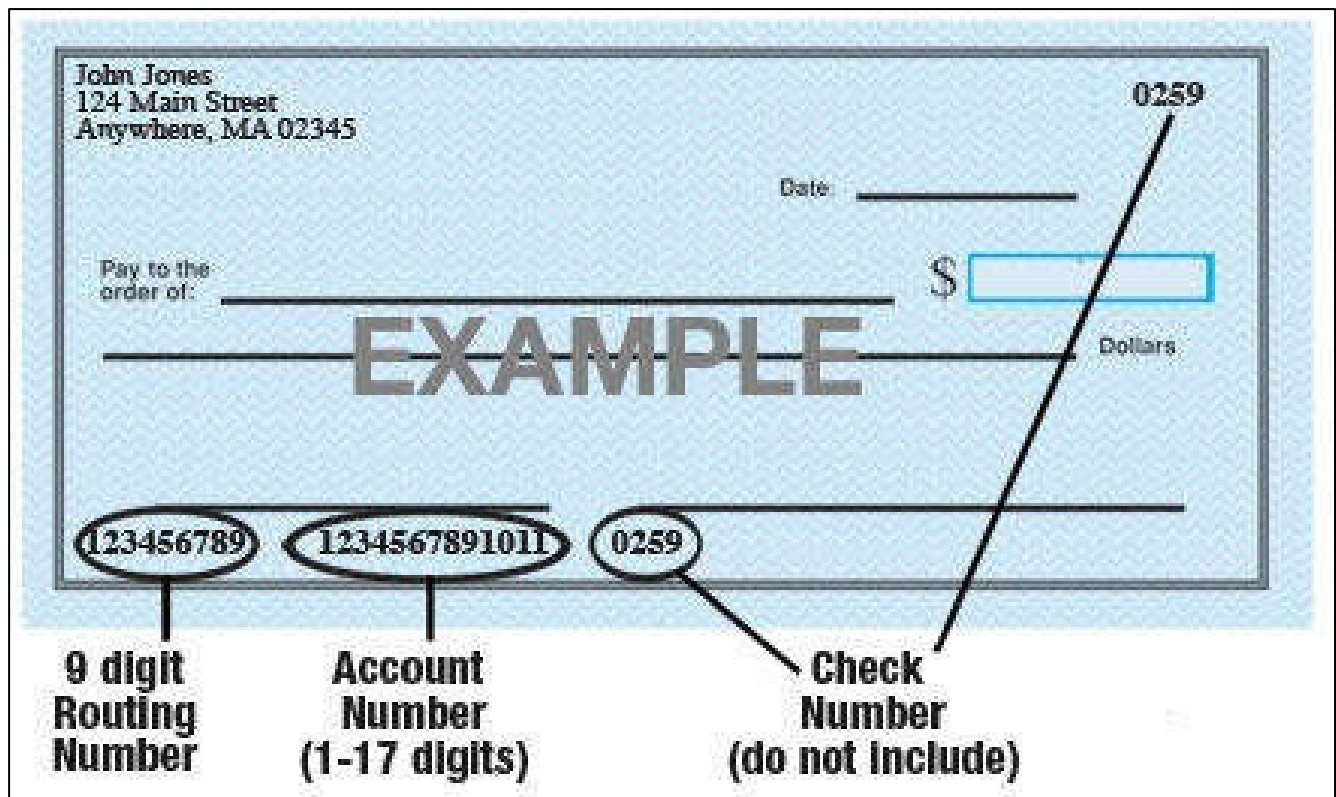 John Jones
124 Main Street
Anywhere, MA 02345
0259
Date
Pay to the
order of:
$
EXAMPLE
Dollars
123456789 1234567891011 0259
9 digit
Routing
Number
Account
Number
(1-17 digits)
Check
Number
(do not include)